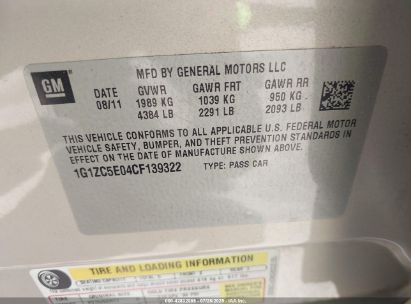 GM
MFD BY GENERAL MOTORS LLC
DATE GVWR GAWR FRT GAWR RR
08/11 1989 KG 1039 KG 950 KG
4384 LB 2291 LB 2093 LB
THIS VEHICLE CONFORMS TO ALL APPLICABLE U.S. FEDERAL MOTOR
VEHICLE SAFETY, BUMPER, AND THEFT PREVENTION STANDARDS IN
EFFECT ON THE DATE OF MANUFACTURE SHOWN ABOVE.
1G1ZC5E04CF139322 TYPE: PASS CAR
TIRE AND LOADING INFORMATION